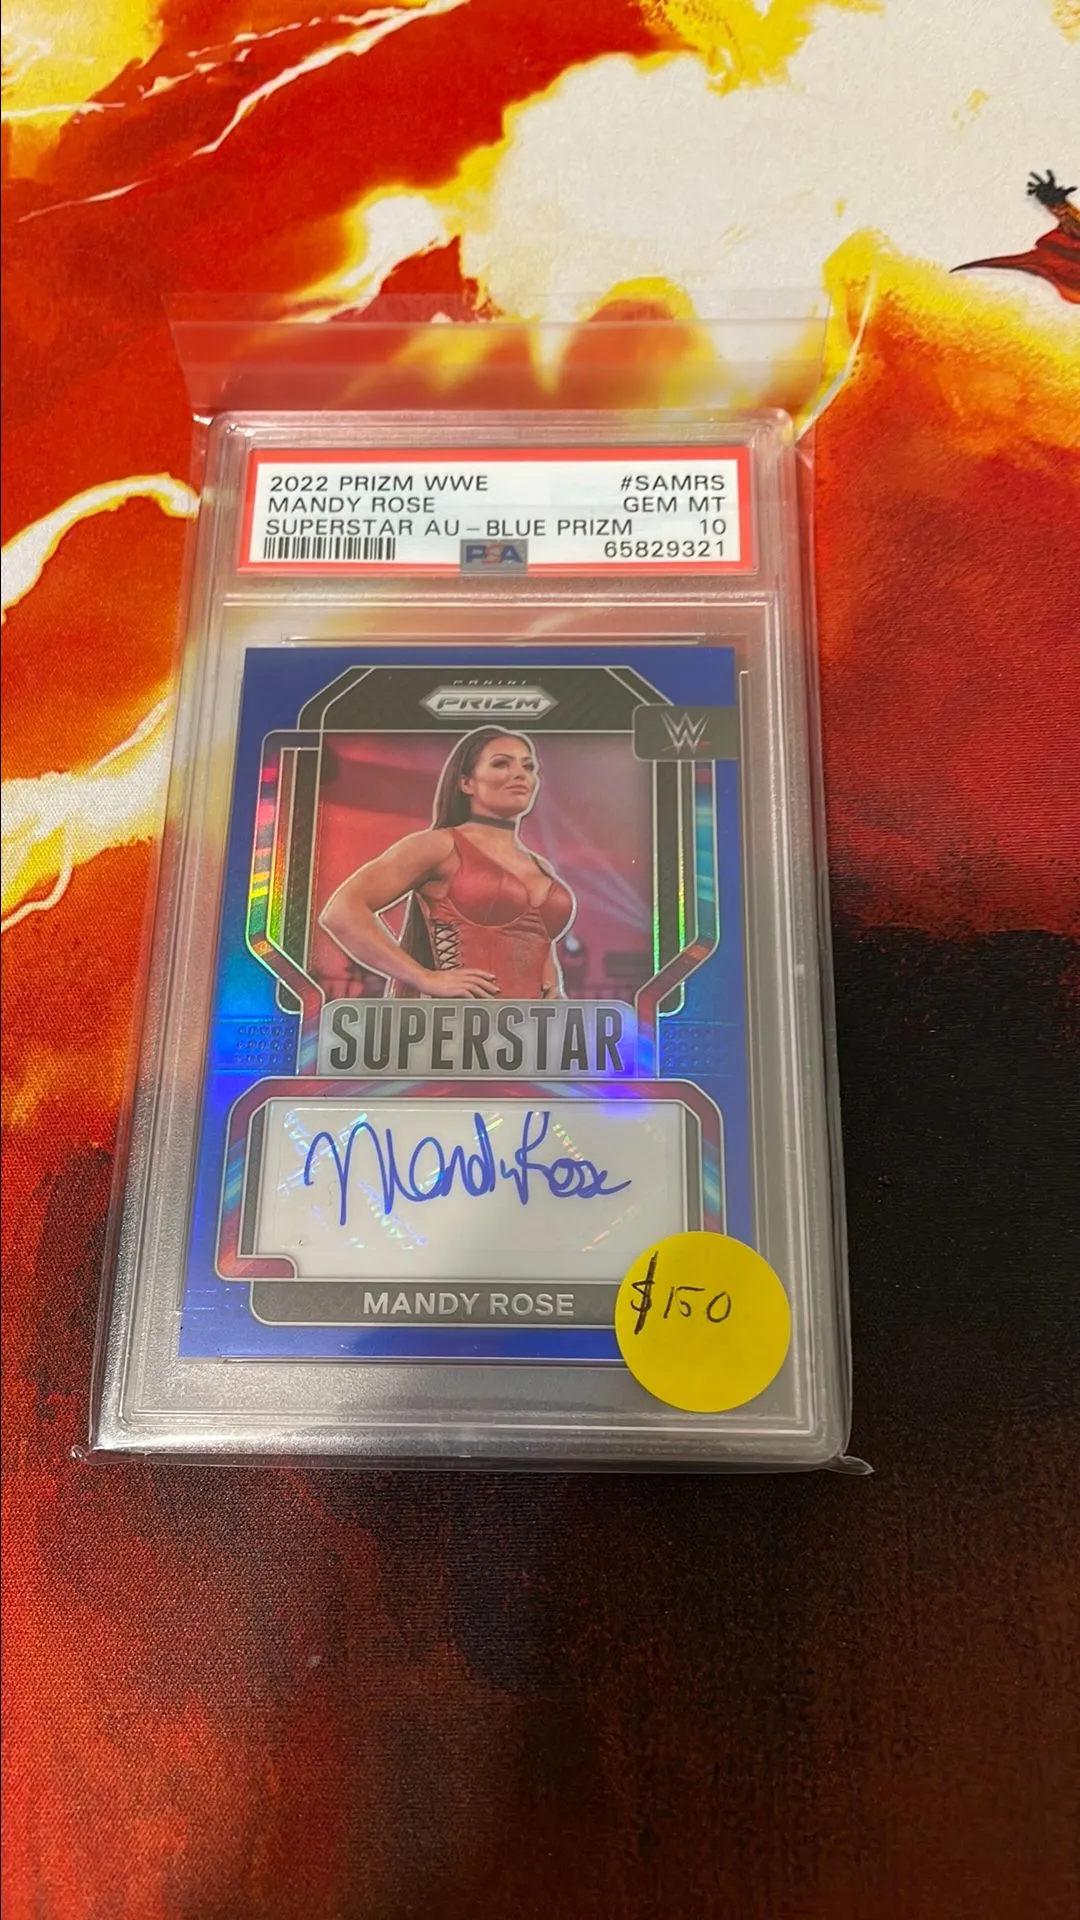 2022 PRIZM WWE #SAMRS
MANDY ROSE GEM MT
SUPERSTAR AU-BLUE PRIZM 10
PSA 65829321
PANINI
PRIZM
W
SUPERSTAR
Mandy Rose
MANDY ROSE
$150